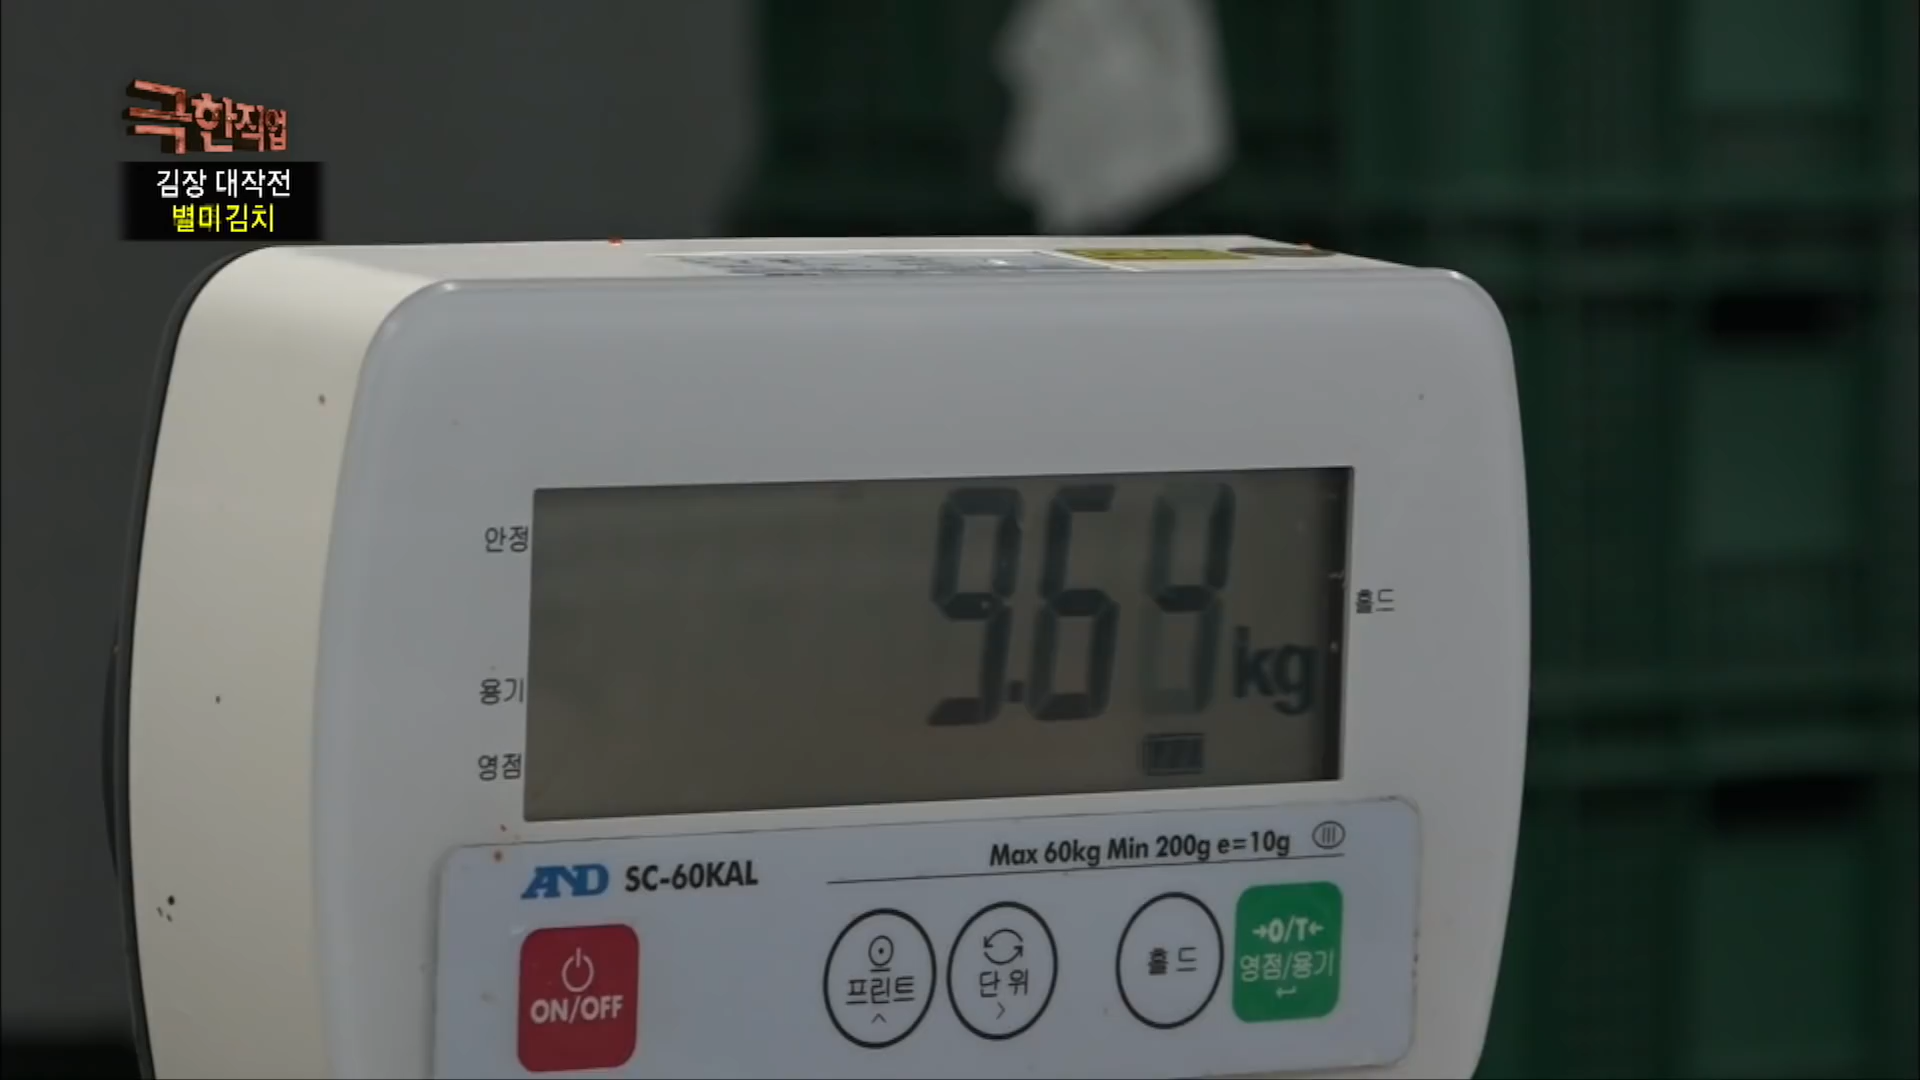 극한직업
김장 대작전
별미김치
안정
홀드
용기
영점
9.64 kg
AND SC-60KAL
Max 60kg Min 200g e=10g III
ON/OFF
프린트
단위
홀드
→0/T←
영점/용기